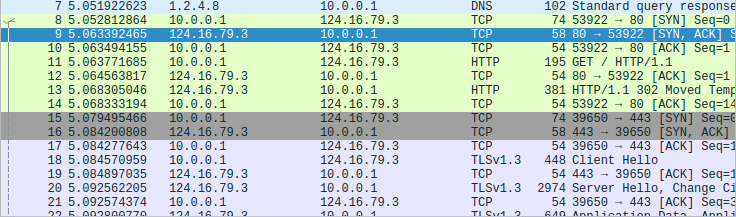 7 5.051922623 1.2.4.8 10.0.0.1 DNS 102 Standard query response
8 5.052812864 10.0.0.1 124.16.79.3 TCP 74 53922 → 80 [SYN] Seq=0
9 5.063392465 124.16.79.3 10.0.0.1 TCP 58 80 → 53922 [SYN, ACK] S
10 5.063494155 10.0.0.1 124.16.79.3 TCP 54 53922 → 80 [ACK] Seq=1
11 5.063771685 10.0.0.1 124.16.79.3 HTTP 195 GET / HTTP/1.1
12 5.064563817 124.16.79.3 10.0.0.1 TCP 54 80 → 53922 [ACK] Seq=1
13 5.068305046 124.16.79.3 10.0.0.1 HTTP 381 HTTP/1.1 302 Moved Temp
14 5.068333194 10.0.0.1 124.16.79.3 TCP 54 53922 → 80 [ACK] Seq=14
15 5.079495466 10.0.0.1 124.16.79.3 TCP 74 39650 → 443 [SYN] Seq=0
16 5.084200808 124.16.79.3 10.0.0.1 TCP 58 443 → 39650 [SYN, ACK]
17 5.084277643 10.0.0.1 124.16.79.3 TCP 54 39650 → 443 [ACK] Seq=1
18 5.084570959 10.0.0.1 124.16.79.3 TLSv1.3 448 Client Hello
19 5.084897035 124.16.79.3 10.0.0.1 TCP 54 443 → 39650 [ACK] Seq=1
20 5.092562205 124.16.79.3 10.0.0.1 TLSv1.3 2974 Server Hello, Change Ci
21 5.092574374 10.0.0.1 124.16.79.3 TCP 54 39650 → 443 [ACK] Seq=3
22 5.092800770 124.16.79.3 10.0.0.1 TLSv1.3 649 Application Data, Appli